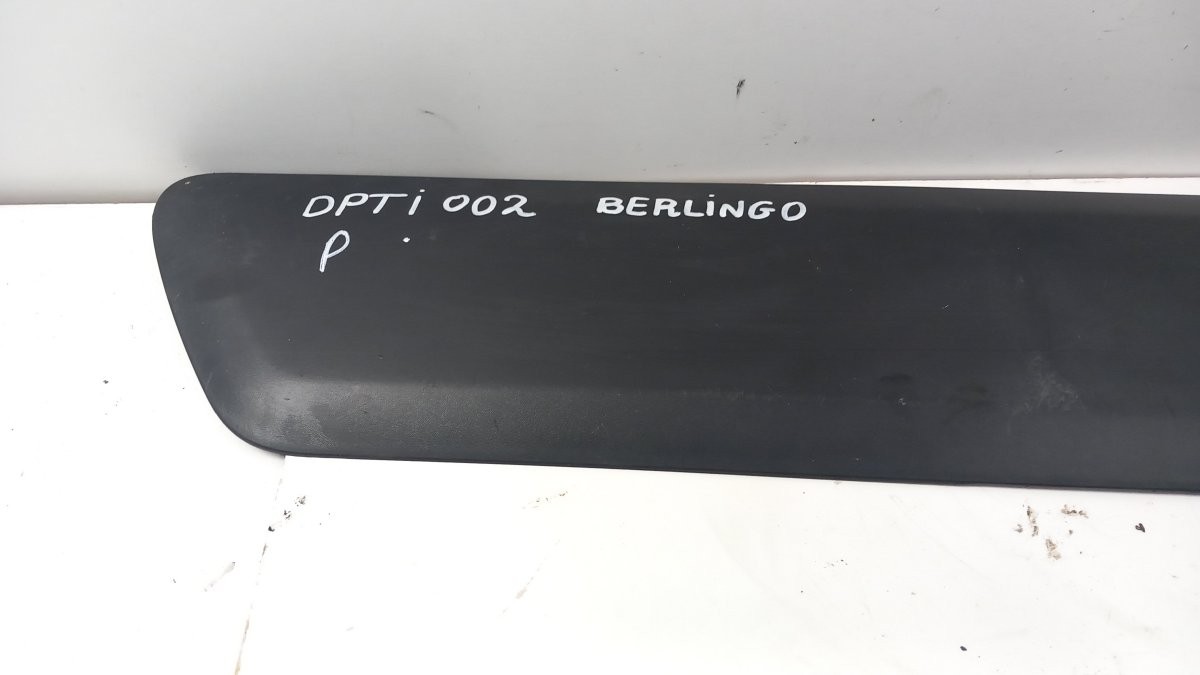 DPTi 002 BERLiNGO
P .